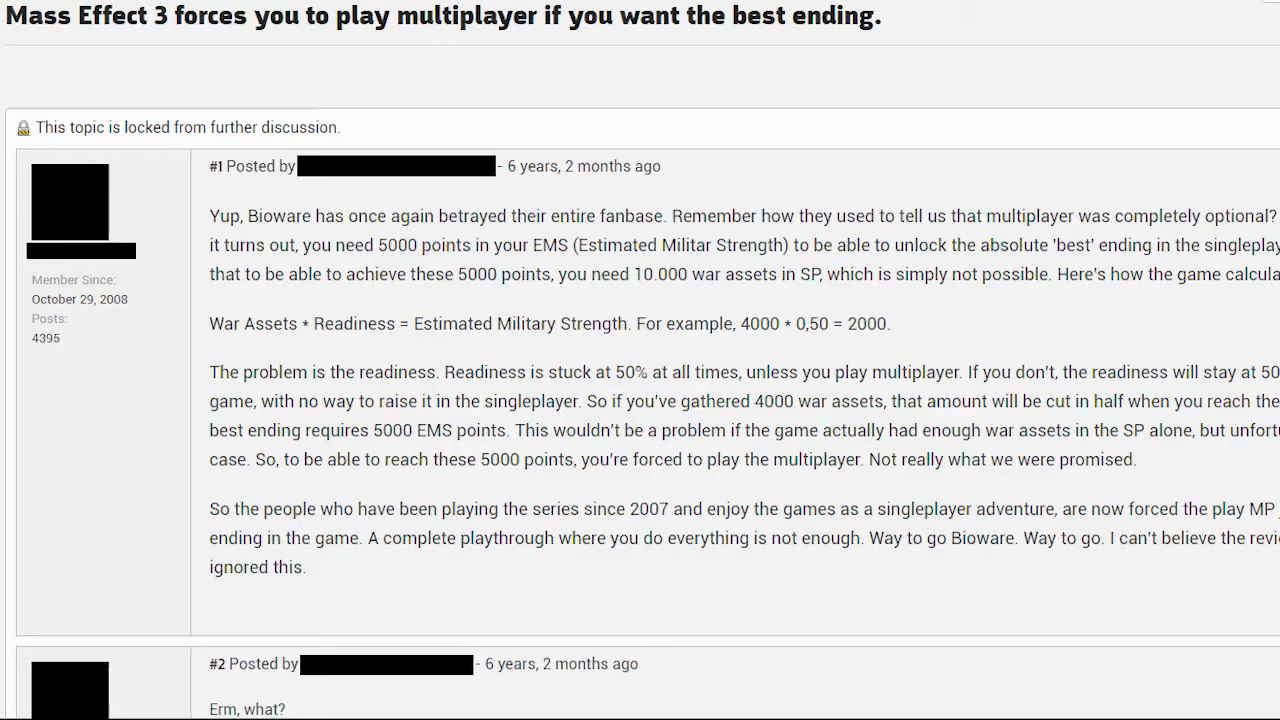 Mass Effect 3 forces you to play multiplayer if you want the best ending.
This topic is locked from further discussion.
#1 Posted by - 6 years, 2 months ago
Member Since:
October 29, 2008
Posts:
4395
Yup, Bioware has once again betrayed their entire fanbase. Remember how they used to tell us that multiplayer was completely optional?
it turns out, you need 5000 points in your EMS (Estimated Militar Strength) to be able to unlock the absolute 'best' ending in the singleplay
that to be able to achieve these 5000 points, you need 10.000 war assets in SP, which is simply not possible. Here's how the game calcula
War Assets * Readiness = Estimated Military Strength. For example, 4000 * 0,50 = 2000.
The problem is the readiness. Readiness is stuck at 50% at all times, unless you play multiplayer. If you don't, the readiness will stay at 50
game, with no way to raise it in the singleplayer. So if you've gathered 4000 war assets, that amount will be cut in half when you reach the
best ending requires 5000 EMS points. This wouldn't be a problem if the game actually had enough war assets in the SP alone, but unfortu
case. So, to be able to reach these 5000 points, you're forced to play the multiplayer. Not really what we were promised.
So the people who have been playing the series since 2007 and enjoy the games as a singleplayer adventure, are now forced the play MP
ending in the game. A complete playthrough where you do everything is not enough. Way to go Bioware. Way to go. I can't believe the revi
ignored this.
#2 Posted by - 6 years, 2 months ago
Erm, what?